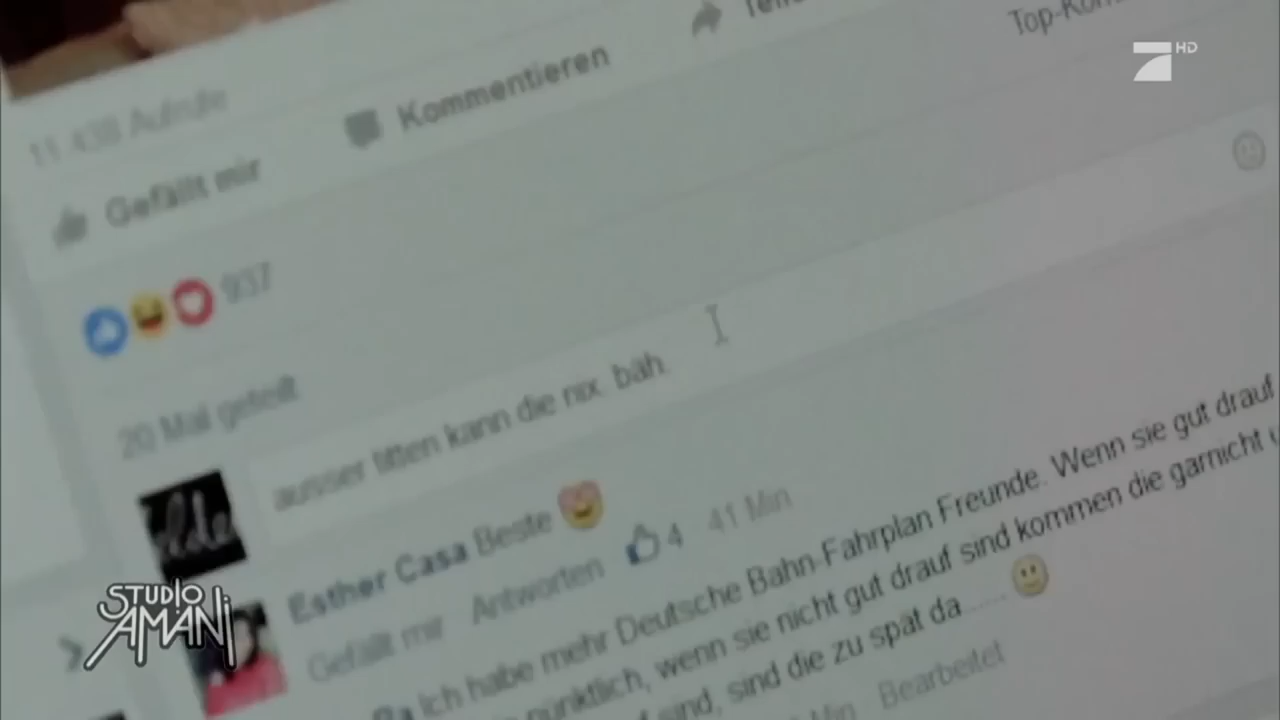 Top-Kom
HD
Kommentieren
11.438 Aufrufe
Gefällt mir
937
20 Mal geteilt
ausser titten kann die nix. bäh.
Esther Casa Beste
Gefällt mir Antworten 4 41 Min
Ich habe mehr Deutsche Bahn-Fahrplan Freunde. Wenn sie gut drauf
pünktlich, wenn sie nicht gut drauf sind kommen die garnicht
sind, sind die zu spät da......
Min Bearbeitet
STUDIO
AMANI